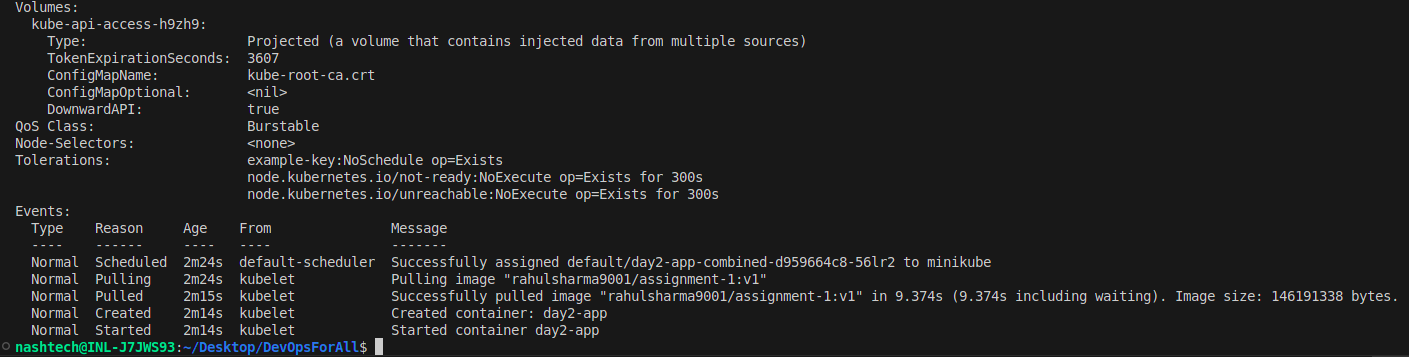 Volumes:
  kube-api-access-h9zh9:
    Type:                    Projected (a volume that contains injected data from multiple sources)
    TokenExpirationSeconds:  3607
    ConfigMapName:           kube-root-ca.crt
    ConfigMapOptional:       <nil>
    DownwardAPI:             true
QoS Class:                   Burstable
Node-Selectors:              <none>
Tolerations:                 example-key:NoSchedule op=Exists
                             node.kubernetes.io/not-ready:NoExecute op=Exists for 300s
                             node.kubernetes.io/unreachable:NoExecute op=Exists for 300s
Events:
  Type    Reason     Age    From               Message
  ----    ------     ----   ----               -------
  Normal  Scheduled  2m24s  default-scheduler  Successfully assigned default/day2-app-combined-d959664c8-56lr2 to minikube
  Normal  Pulling    2m24s  kubelet            Pulling image "rahulsharma9001/assignment-1:v1"
  Normal  Pulled     2m15s  kubelet            Successfully pulled image "rahulsharma9001/assignment-1:v1" in 9.374s (9.374s including waiting). Image size: 146191338 bytes.
  Normal  Created    2m14s  kubelet            Created container: day2-app
  Normal  Started    2m14s  kubelet            Started container day2-app
nashtech@INL-J7JWS93:~/Desktop/DevOpsForAll$